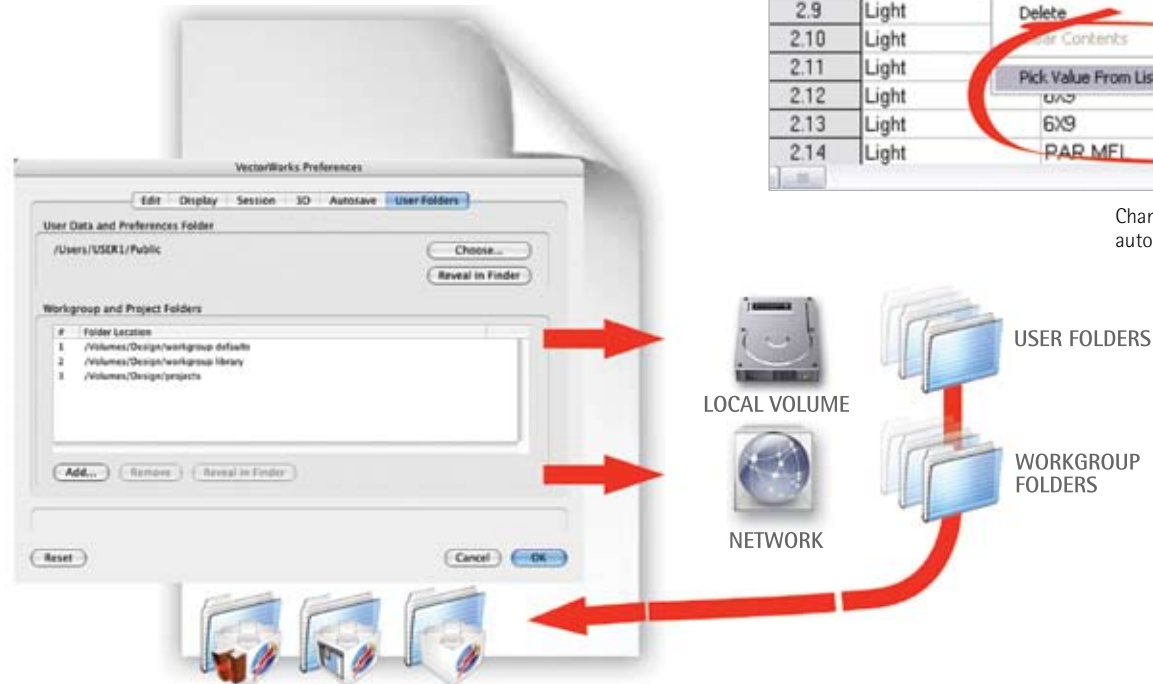 2.9 Light Delete
2.10 Light Clear Contents
2.11 Light Pick Value From Lis
2.12 Light 6X9
2.13 Light 6X9
2.14 Light PAR MFL
Char
auto
VectorWorks Preferences
Edit Display Session 3D Autosave User Folders
User Data and Preferences Folder
/Users/USER1/Public
Choose...
Reveal in Finder
Workgroup and Project Folders
# Folder Location
1 /Volumes/Design/workgroup defaults
2 /Volumes/Design/workgroup library
3 /Volumes/Design/projects
Add... Remove Reveal in Finder
Reset Cancel OK
LOCAL VOLUME
NETWORK
USER FOLDERS
WORKGROUP
FOLDERS